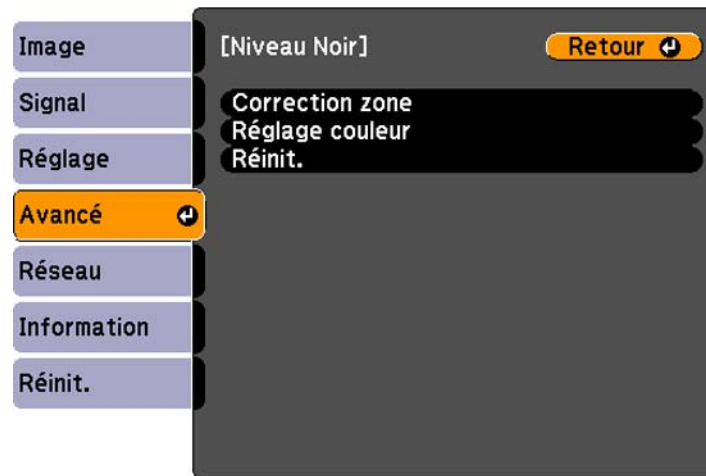 Image
Signal
Réglage
Avancé
Réseau
Information
Réinit.
[Niveau Noir]
Retour
Correction zone
Réglage couleur
Réinit.